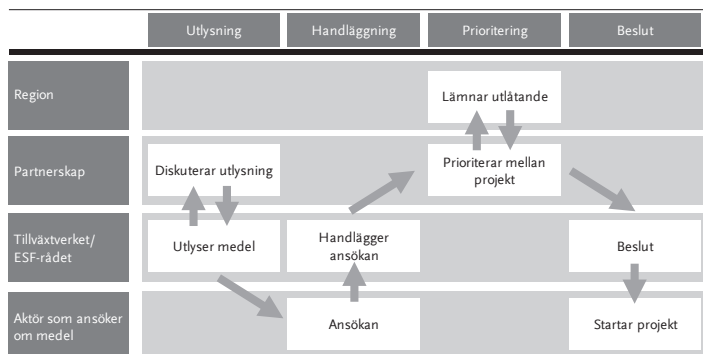 Utlysning
Handläggning
Prioritering
Beslut
Region
Lämnar utlåtande
Partnerskap
Diskuterar utlysning
Prioriterar mellan
projekt
Tillväxtverket/
ESF-rådet
Utlyser medel
Handlägger
ansökan
Beslut
Aktör som ansöker
om medel
Ansökan
Startar projekt